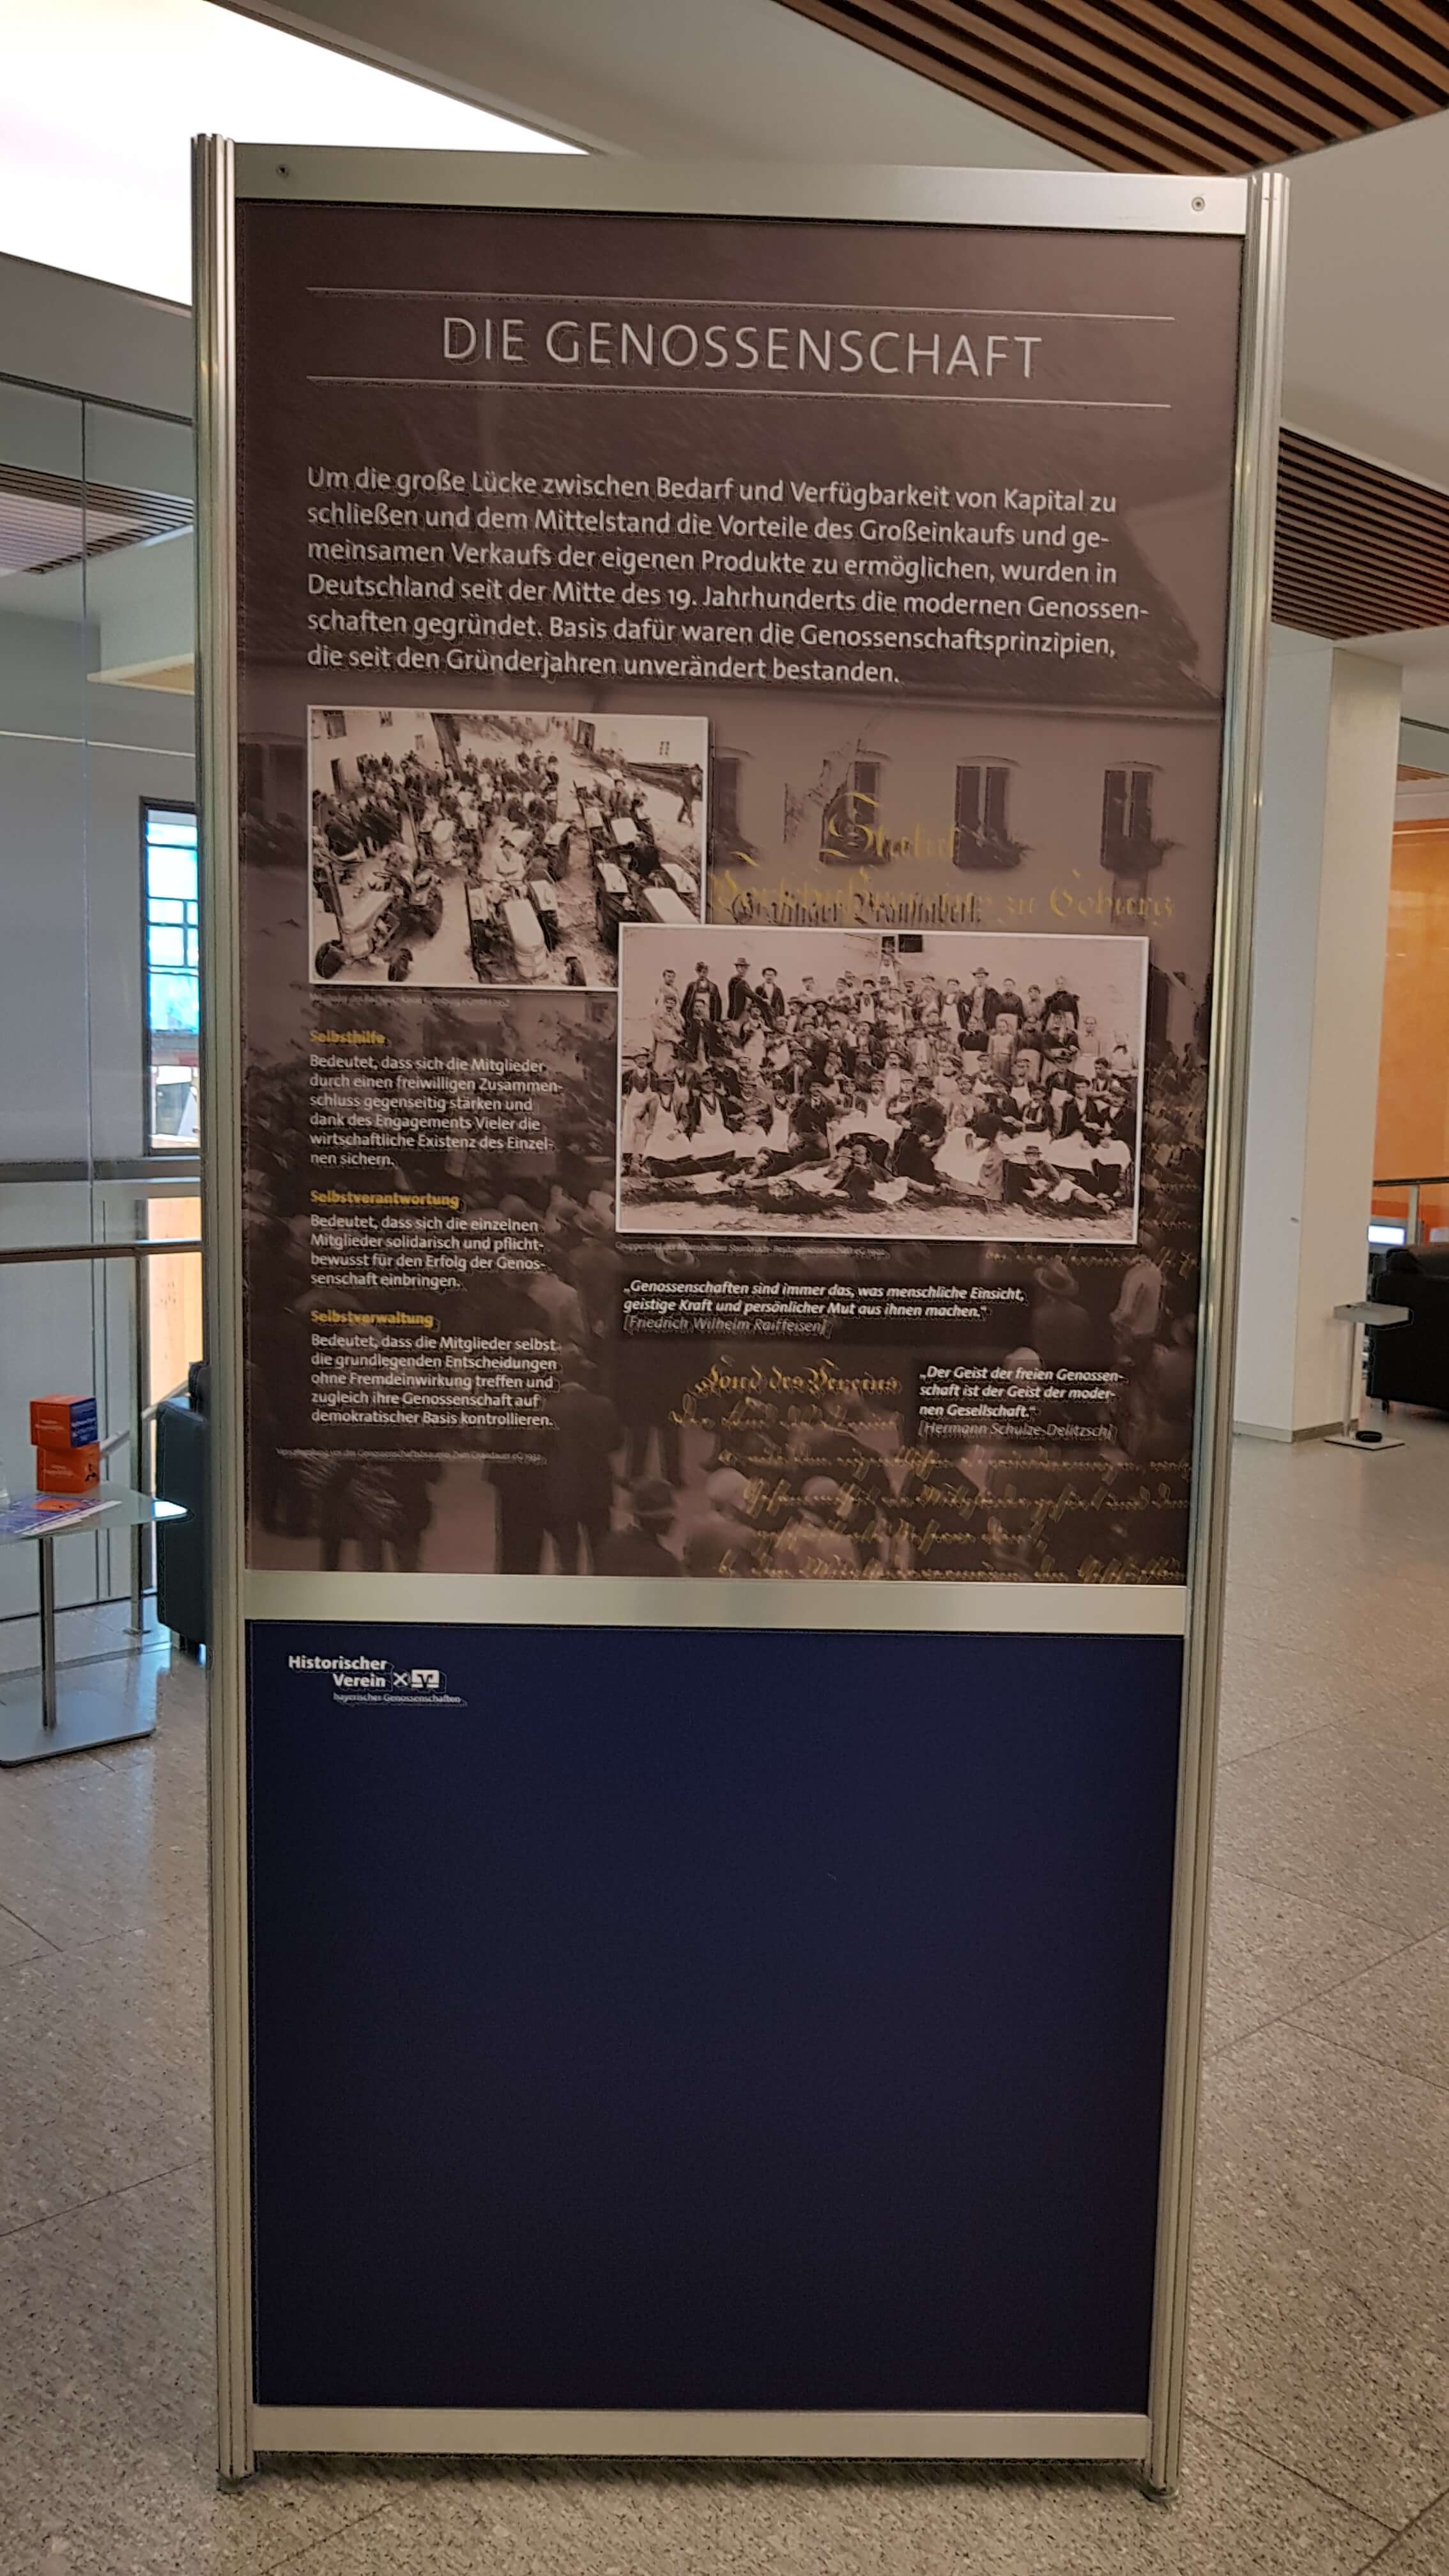 DIE GENOSSENSCHAFT
Um die große Lücke zwischen Bedarf und Verfügbarkeit von Kapital zu
schließen und dem Mittelstand die Vorteile des Großeinkaufs und ge-
meinsamen Verkaufs der eigenen Produkte zu ermöglichen, wurden in
Deutschland seit der Mitte des 19. Jahrhunderts die modernen Genossen-
schaften gegründet. Basis dafür waren die Genossenschaftsprinzipien,
die seit den Gründerjahren unverändert bestanden.
zu Coburg
Selbsthilfe
Bedeutet, dass sich die Mitglieder
durch einen freiwilligen Zusammen-
schluss gegenseitig stärken und
dank des Engagements Vieler die
wirtschaftliche Existenz des Einzel-
nen sichern.
Selbstverantwortung
Bedeutet, dass sich die einzelnen
Mitglieder solidarisch und pflicht-
bewusst für den Erfolg der Genos-
senschaft einbringen.
Selbstverwaltung
Bedeutet, dass die Mitglieder selbst
die grundlegenden Entscheidungen
ohne Fremdeinwirkung treffen und
zugleich ihre Genossenschaft auf
demokratischer Basis kontrollieren.
„Genossenschaften sind immer das, was menschliche Einsicht,
geistige Kraft und persönlicher Mut aus ihnen machen.“
[Friedrich Wilhelm Raiffeisen]
Fond des Vereins
„Der Geist der freien Genossen-
schaft ist der Geist der moder-
nen Gesellschaft.“
[Hermann Schulze-Delitzsch]
Historischer
Verein
bayerischer Genossenschaften